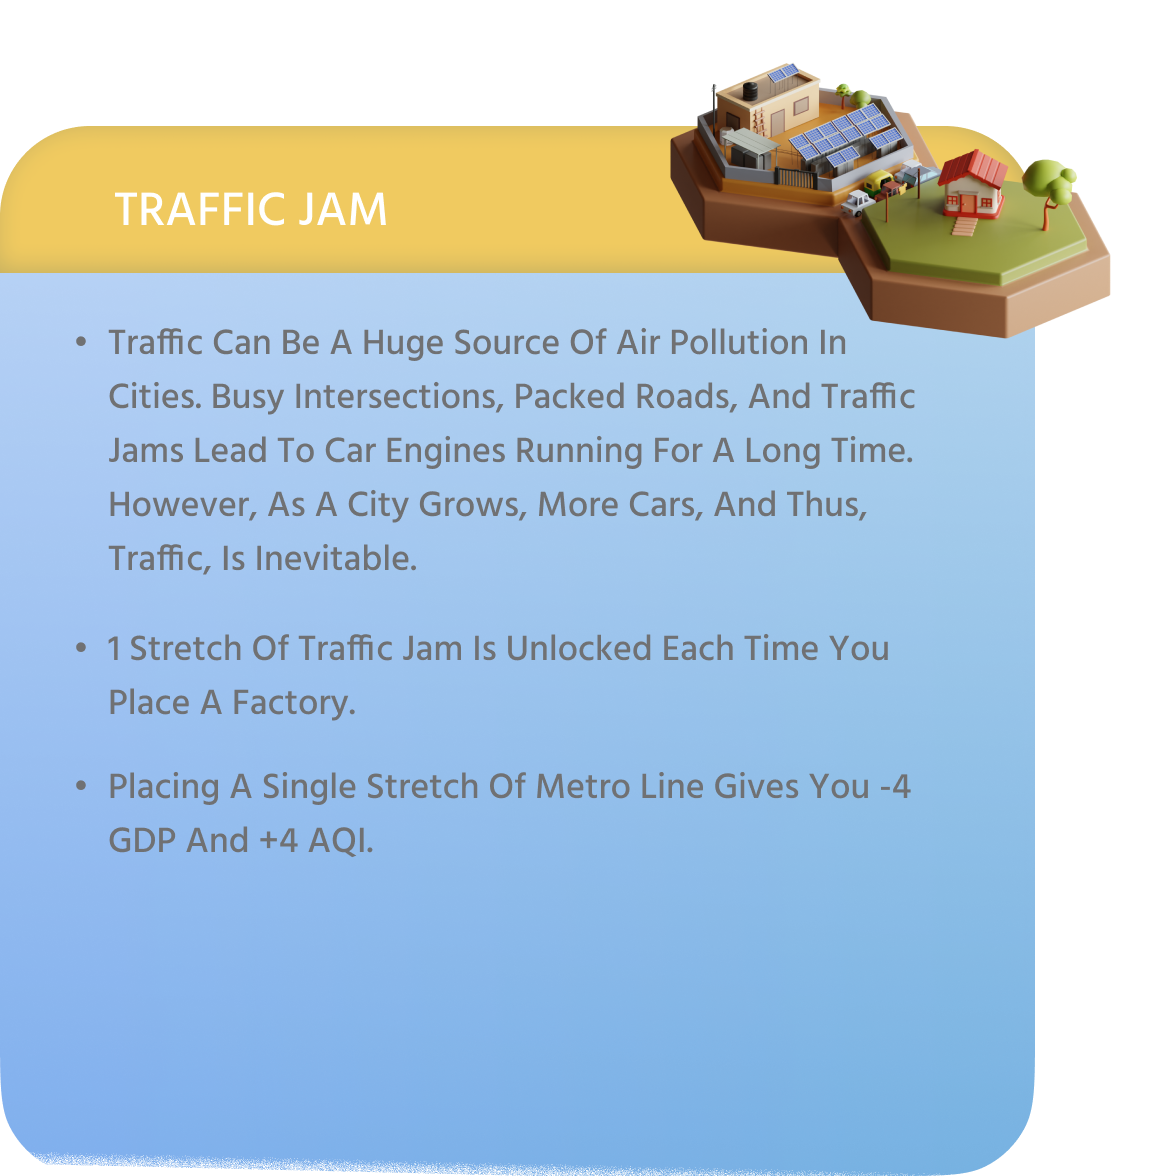 TRAFFIC JAM
• Traffic Can Be A Huge Source Of Air Pollution In
Cities. Busy Intersections, Packed Roads, And Traffic
Jams Lead To Car Engines Running For A Long Time.
However, As A City Grows, More Cars, And Thus,
Traffic, Is Inevitable.
• 1 Stretch Of Traffic Jam Is Unlocked Each Time You
Place A Factory.
• Placing A Single Stretch Of Metro Line Gives You -4
GDP And +4 AQI.